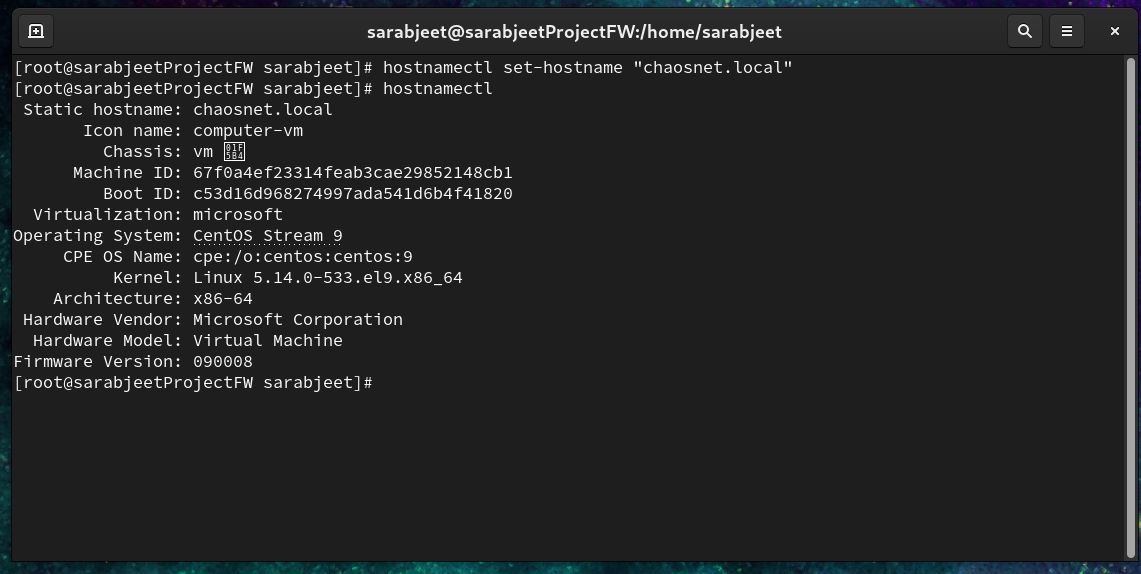 sarabjeet@sarabjeetProjectFW:/home/sarabjeet
[root@sarabjeetProjectFW sarabjeet]# hostnamectl set-hostname "chaosnet.local"
[root@sarabjeetProjectFW sarabjeet]# hostnamectl
Static hostname: chaosnet.local
Icon name: computer-vm
Chassis: vm 01F5B4
Machine ID: 67f0a4ef23314feab3cae29852148cb1
Boot ID: c53d16d968274997ada541d6b4f41820
Virtualization: microsoft
Operating System: CentOS Stream 9
CPE OS Name: cpe:/o:centos:centos:9
Kernel: Linux 5.14.0-533.el9.x86_64
Architecture: x86-64
Hardware Vendor: Microsoft Corporation
Hardware Model: Virtual Machine
Firmware Version: 090008
[root@sarabjeetProjectFW sarabjeet]#